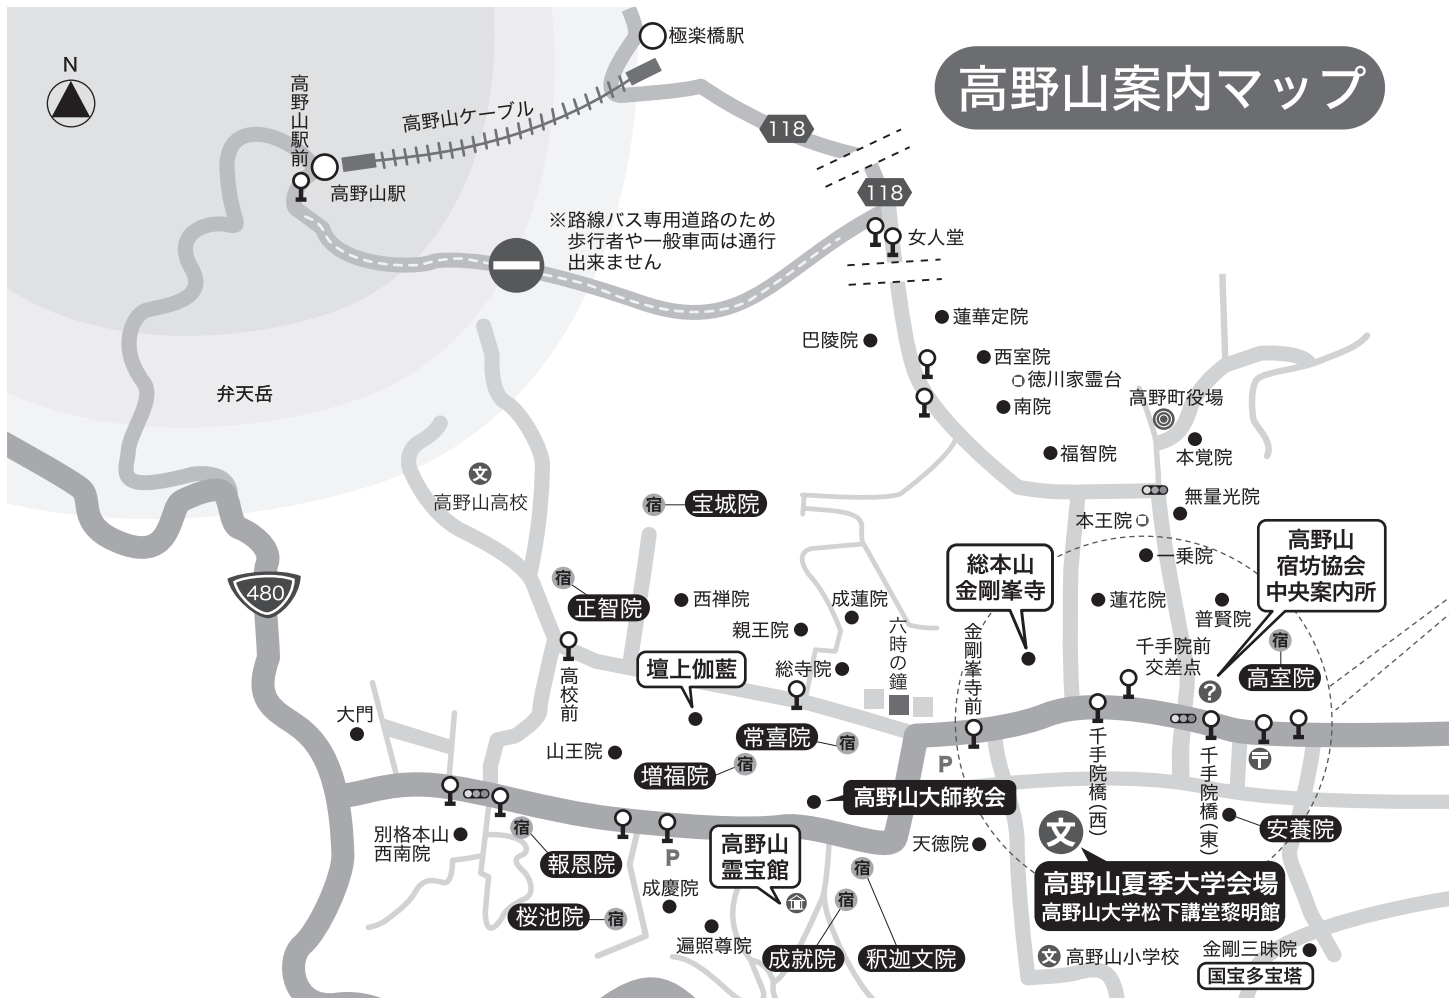 高野山案内マップ
N
極楽橋駅
高野山駅前
高野山ケーブル
118
高野山駅
118
※路線バス専用道路のため
歩行者や一般車両は通行
出来ません
女人堂
蓮華定院
巴陵院
西室院
徳川家霊台
南院
弁天岳
高野町役場
本覚院
福智院
文
高野山高校
宿
宝城院
無量光院
本王院
乗院
高野山
宿坊協会
中央案内所
総本山
金剛峯寺
480
宿
正智院
西禅院
成蓮院
親王院
総寺院
六時の鐘
蓮花院
普賢院
金剛峯寺前
千手院前
交差点
宿
高室院
?
壇上伽藍
高校前
大門
山王院
常喜院
宿
増福院
宿
P
千手院橋(西)
千手院橋(東)
〒
高野山大師教会
別格本山
西南院
宿
報恩院
P
高野山
霊宝館
天徳院
文
安養院
高野山夏季大学会場
高野山大学松下講堂黎明館
成慶院
宿
宿
桜池院
宿
遍照尊院
成就院
釈迦文院
文
高野山小学校
金剛三昧院
国宝多宝塔